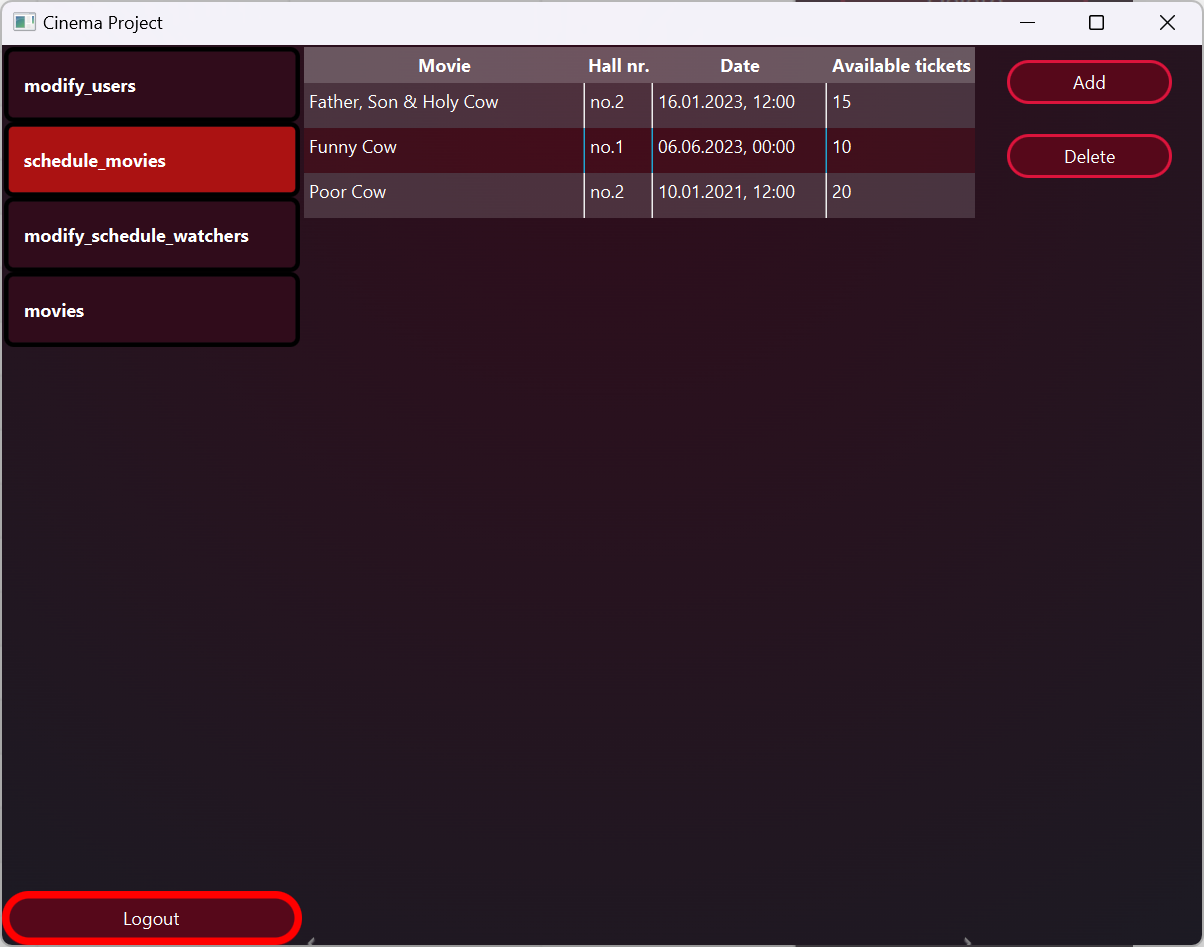 Cinema Project
modify_users
schedule_movies
modify_schedule_watchers
movies
Logout
Movie Hall nr. Date Available tickets
Father, Son & Holy Cow no.2 16.01.2023, 12:00 15
Funny Cow no.1 06.06.2023, 00:00 10
Poor Cow no.2 10.01.2021, 12:00 20
Add
Delete